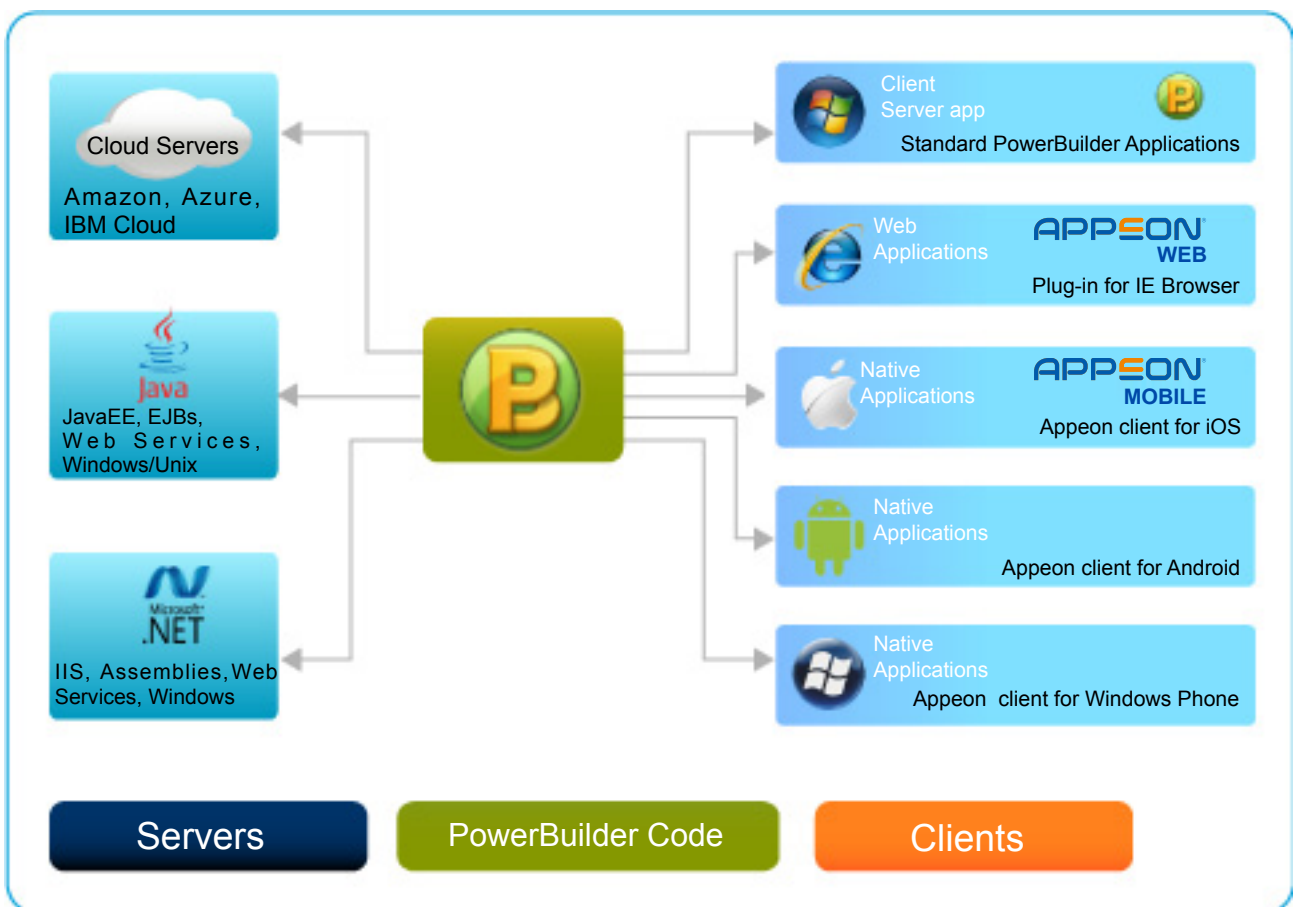 Cloud Servers
Amazon, Azure,
IBM Cloud
Java
JavaEE, EJBs,
Web Services,
Windows/Unix
Microsoft
.NET
IIS, Assemblies,Web
Services, Windows
PB
Client
Server app
Standard PowerBuilder Applications
Web
Applications
APPEON
WEB
Plug-in for IE Browser
Native
Applications
APPEON
MOBILE
Appeon client for iOS
Native
Applications
Appeon client for Android
Native
Applications
Appeon client for Windows Phone
Servers
PowerBuilder Code
Clients